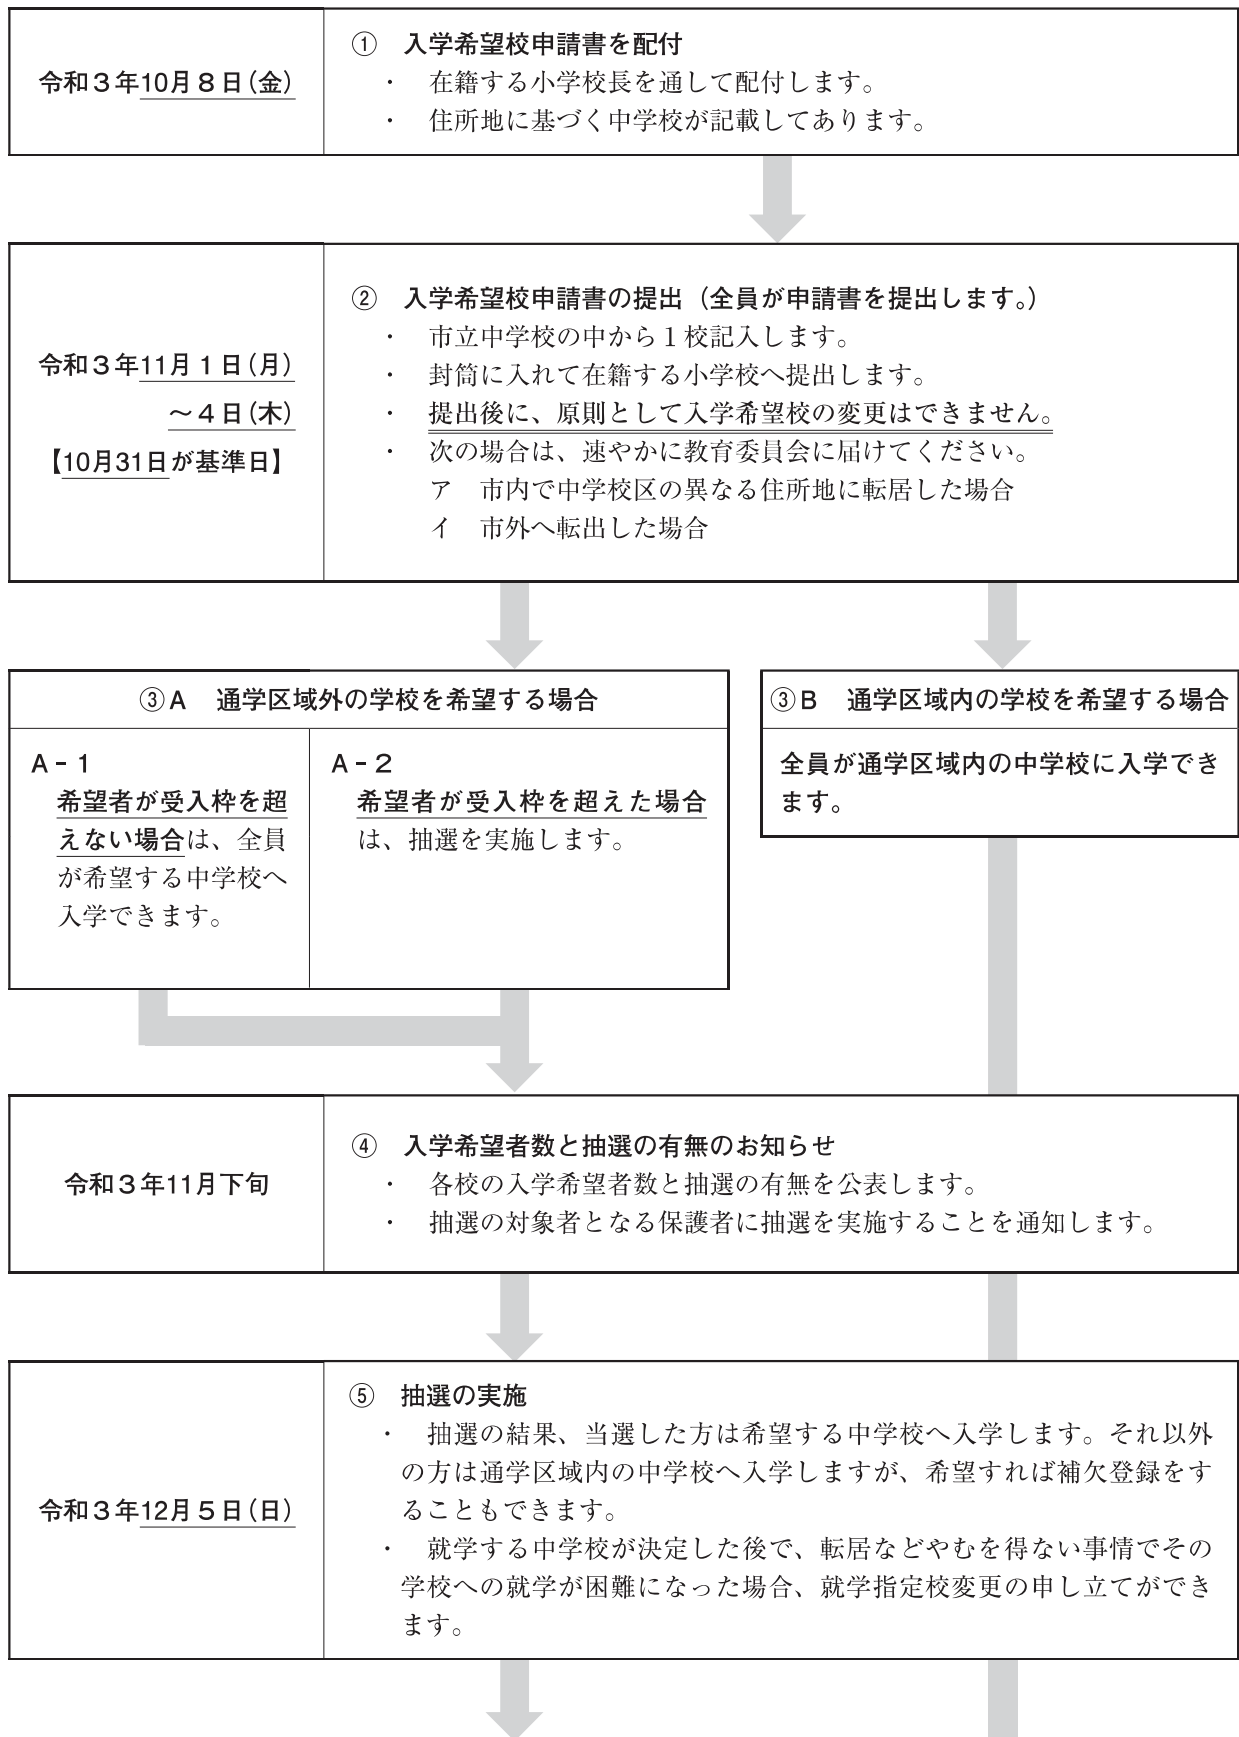 令和３年10月８日(金)
① 入学希望校申請書を配付
・ 在籍する小学校長を通して配付します。
・ 住所地に基づく中学校が記載してあります。
令和３年11月１日(月)
～４日(木)
【10月31日が基準日】
② 入学希望校申請書の提出（全員が申請書を提出します。）
・ 市立中学校の中から１校記入します。
・ 封筒に入れて在籍する小学校へ提出します。
・ 提出後に、原則として入学希望校の変更はできません。
・ 次の場合は、速やかに教育委員会に届けてください。
ア 市内で中学校区の異なる住所地に転居した場合
イ 市外へ転出した場合
③A 通学区域外の学校を希望する場合
A-1
希望者が受入枠を超
えない場合は、全員
が希望する中学校へ
入学できます。
A-2
希望者が受入枠を超えた場合
は、抽選を実施します。
③B 通学区域内の学校を希望する場合
全員が通学区域内の中学校に入学でき
ます。
令和３年11月下旬
④ 入学希望者数と抽選の有無のお知らせ
・ 各校の入学希望者数と抽選の有無を公表します。
・ 抽選の対象者となる保護者に抽選を実施することを通知します。
令和３年12月５日(日)
⑤ 抽選の実施
・ 抽選の結果、当選した方は希望する中学校へ入学します。それ以外
の方は通学区域内の中学校へ入学しますが、希望すれば補欠登録をす
ることもできます。
・ 就学する中学校が決定した後で、転居などやむを得ない事情でその
学校への就学が困難になった場合、就学指定校変更の申し立てができ
ます。